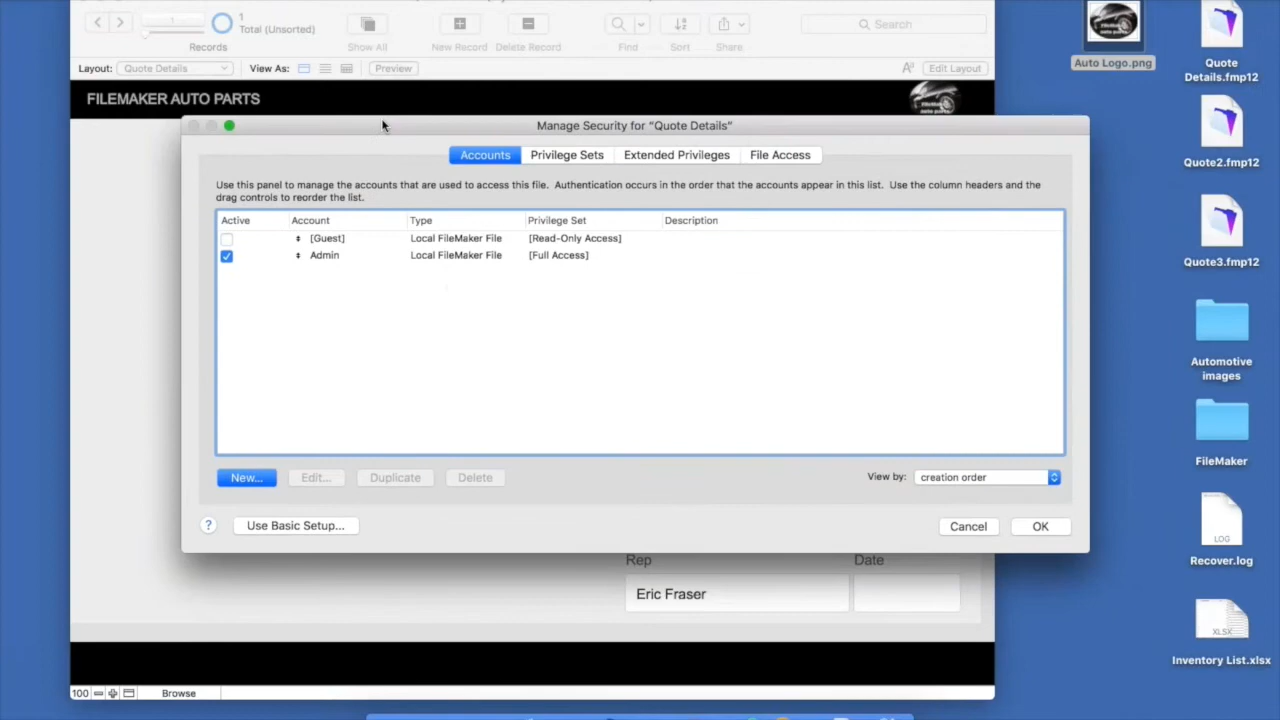 1
1
Total (Unsorted)
Records
Show All
New Record
Delete Record
Find
Sort
Share
Search
Layout:
Quote Details
View As:
Preview
Edit Layout
FILEMAKER AUTO PARTS
Manage Security for "Quote Details"
Accounts
Privilege Sets
Extended Privileges
File Access
Use this panel to manage the accounts that are used to access this file. Authentication occurs in the order that the accounts appear in this list. Use the column headers and the
drag controls to reorder the list.
Active Account Type Privilege Set Description
[Guest] Local FileMaker File [Read-Only Access]
Admin Local FileMaker File [Full Access]
New...
Edit...
Duplicate
Delete
View by:
creation order
?
Use Basic Setup...
Cancel
OK
Rep
Date
Eric Fraser
100
Browse
Auto Logo.png
Quote
Details.fmp12
Quote2.fmp12
Quote3.fmp12
Automotive
images
FileMaker
LOG
Recover.log
XLSX
Inventory List.xlsx